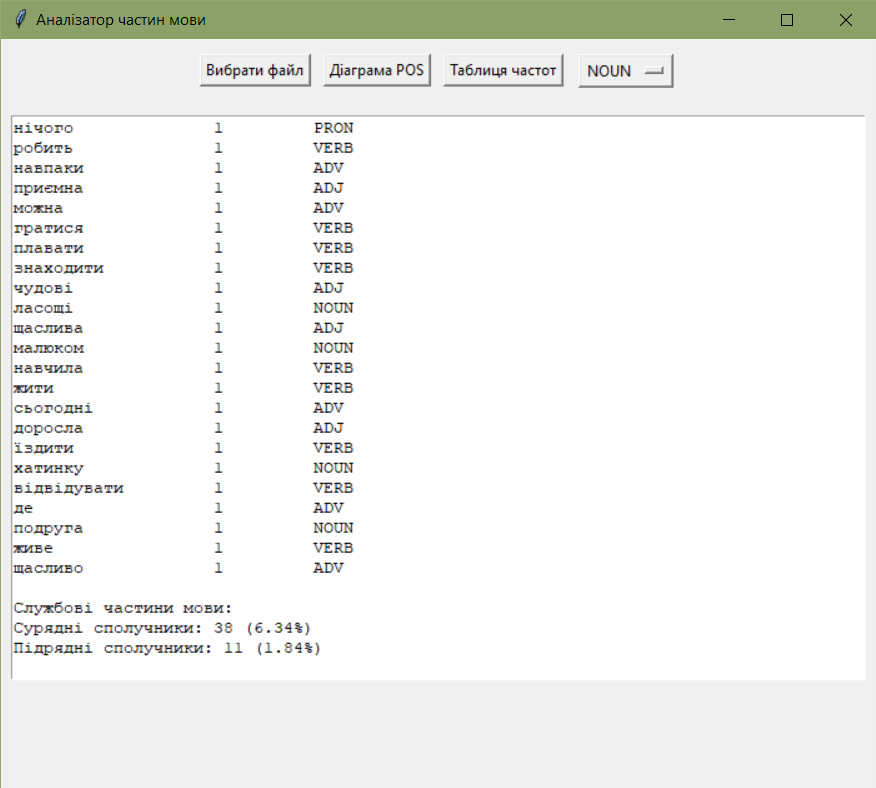 Аналізатор частин мови
Вибрати файл Діаграма POS Таблиця частот NOUN
нічого 1 PRON
робить 1 VERB
навпаки 1 ADV
приємна 1 ADJ
можна 1 ADV
гратися 1 VERB
плавати 1 VERB
знаходити 1 VERB
чудові 1 ADJ
ласощі 1 NOUN
щаслива 1 ADJ
малюком 1 NOUN
навчила 1 VERB
жити 1 VERB
сьогодні 1 ADV
доросла 1 ADJ
їздити 1 VERB
хатинку 1 NOUN
відвідувати 1 VERB
де 1 ADV
подруга 1 NOUN
живе 1 VERB
щасливо 1 ADV
Службові частини мови:
Сурядні сполучники: 38 (6.34%)
Підрядні сполучники: 11 (1.84%)